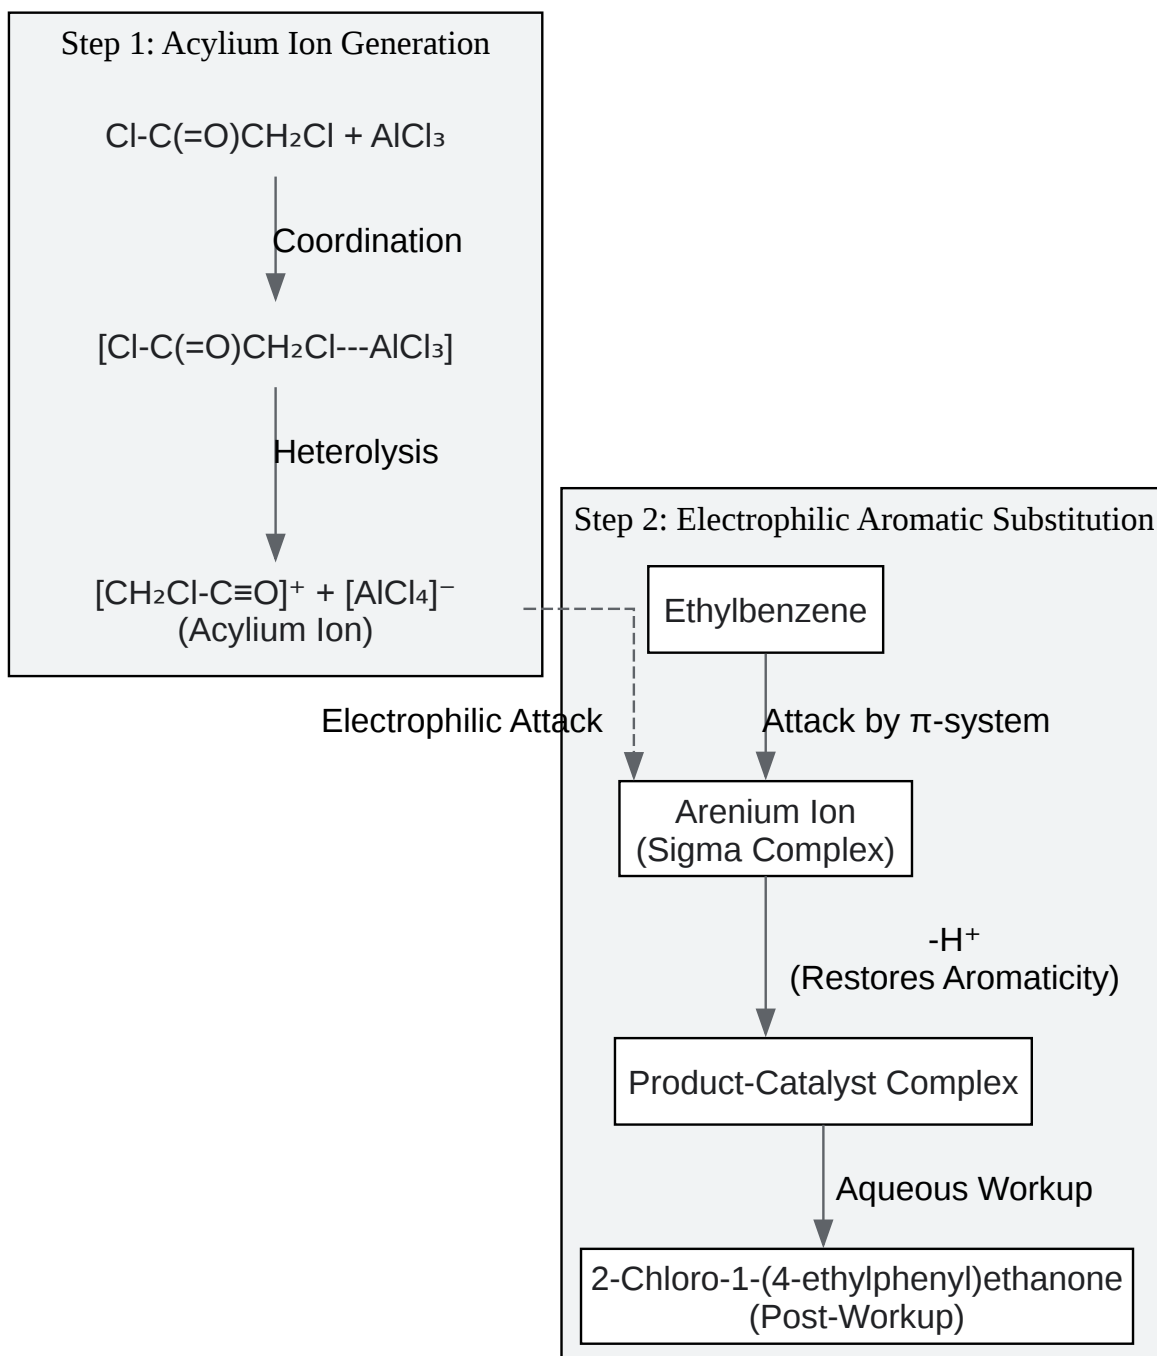 Step 1: Acylium Ion Generation
Cl-C(=O)CH₂Cl + AlCl₃
Coordination
[Cl-C(=O)CH₂Cl---AlCl₃]
Heterolysis
[CH₂Cl-C≡O]⁺ + [AlCl₄]⁻
(Acylium Ion)
Electrophilic Attack
Step 2: Electrophilic Aromatic Substitution
Ethylbenzene
Attack by π-system
Arenium Ion
(Sigma Complex)
-H⁺
(Restores Aromaticity)
Product-Catalyst Complex
Aqueous Workup
2-Chloro-1-(4-ethylphenyl)ethanone
(Post-Workup)